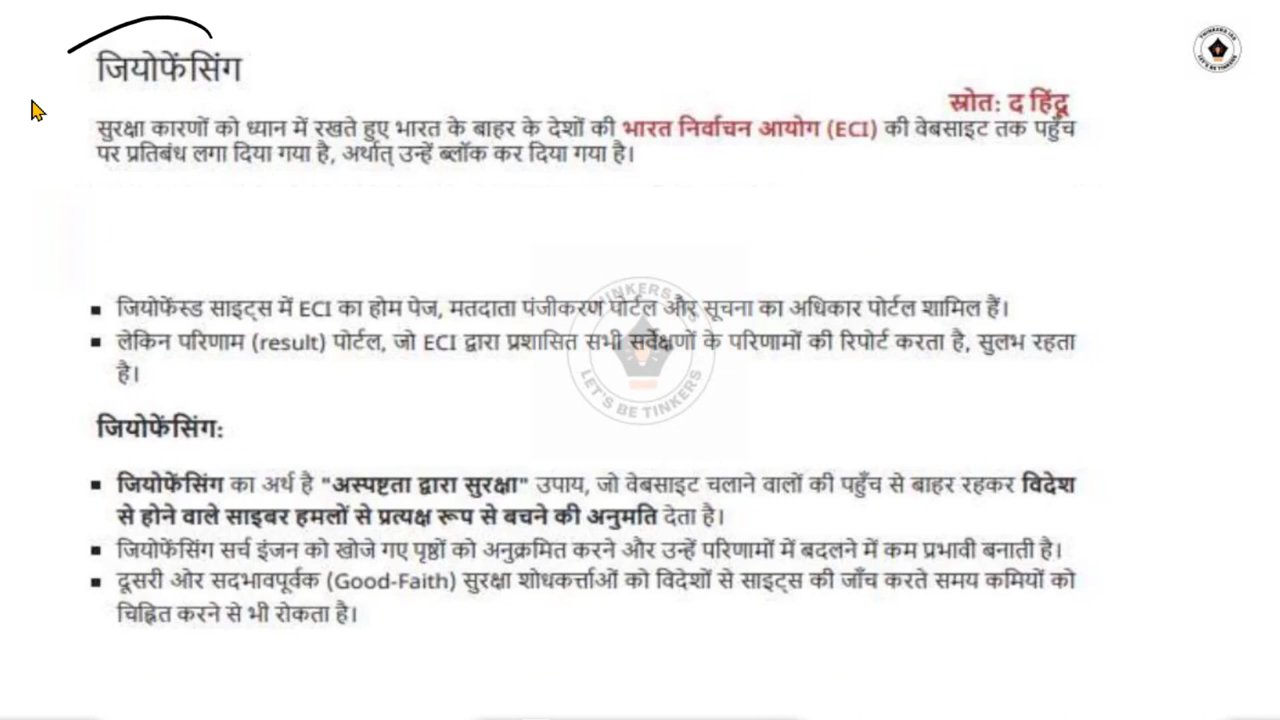 जियोफेंसिंग
स्रोत: द हिंदू
सुरक्षा कारणों को ध्यान में रखते हुए भारत के बाहर के देशों की भारत निर्वाचन आयोग (ECI) की वेबसाइट तक पहुँच
पर प्रतिबंध लगा दिया गया है, अर्थात् उन्हें ब्लॉक कर दिया गया है।
▪ जियोफेंस्ड साइट्स में ECI का होम पेज, मतदाता पंजीकरण पोर्टल और सूचना का अधिकार पोर्टल शामिल हैं।
▪ लेकिन परिणाम (result) पोर्टल, जो ECI द्वारा प्रशासित सभी सर्वेक्षणों के परिणामों की रिपोर्ट करता है, सुलभ रहता
है।
जियोफेंसिंग:
▪ जियोफेंसिंग का अर्थ है "अस्पष्टता द्वारा सुरक्षा" उपाय, जो वेबसाइट चलाने वालों की पहुँच से बाहर रहकर विदेश
से होने वाले साइबर हमलों से प्रत्यक्ष रूप से बचने की अनुमति देता है।
▪ जियोफेंसिंग सर्च इंजन को खोजे गए पृष्ठों को अनुक्रमित करने और उन्हें परिणामों में बदलने में कम प्रभावी बनाती है।
▪ दूसरी ओर सदभावपूर्वक (Good-Faith) सुरक्षा शोधकर्त्ताओं को विदेशों से साइट्स की जाँच करते समय कमियों को
चिह्नित करने से भी रोकता है।
LET'S BE TINKERS